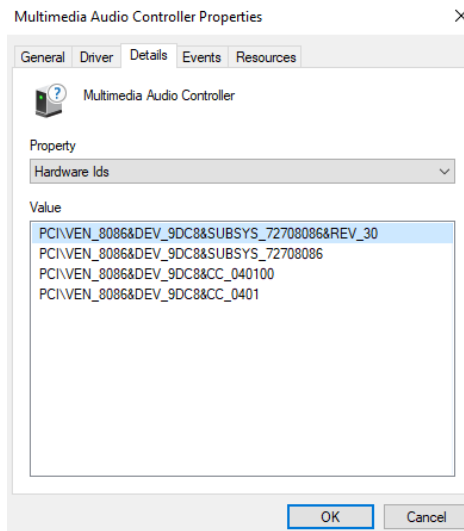 Multimedia Audio Controller Properties
General Driver Details Events Resources
Multimedia Audio Controller
Property
Hardware Ids
Value
PCI\VEN_8086&DEV_9DC8&SUBSYS_72708086&REV_30
PCI\VEN_8086&DEV_9DC8&SUBSYS_72708086
PCI\VEN_8086&DEV_9DC8&CC_040100
PCI\VEN_8086&DEV_9DC8&CC_0401
OK Cancel